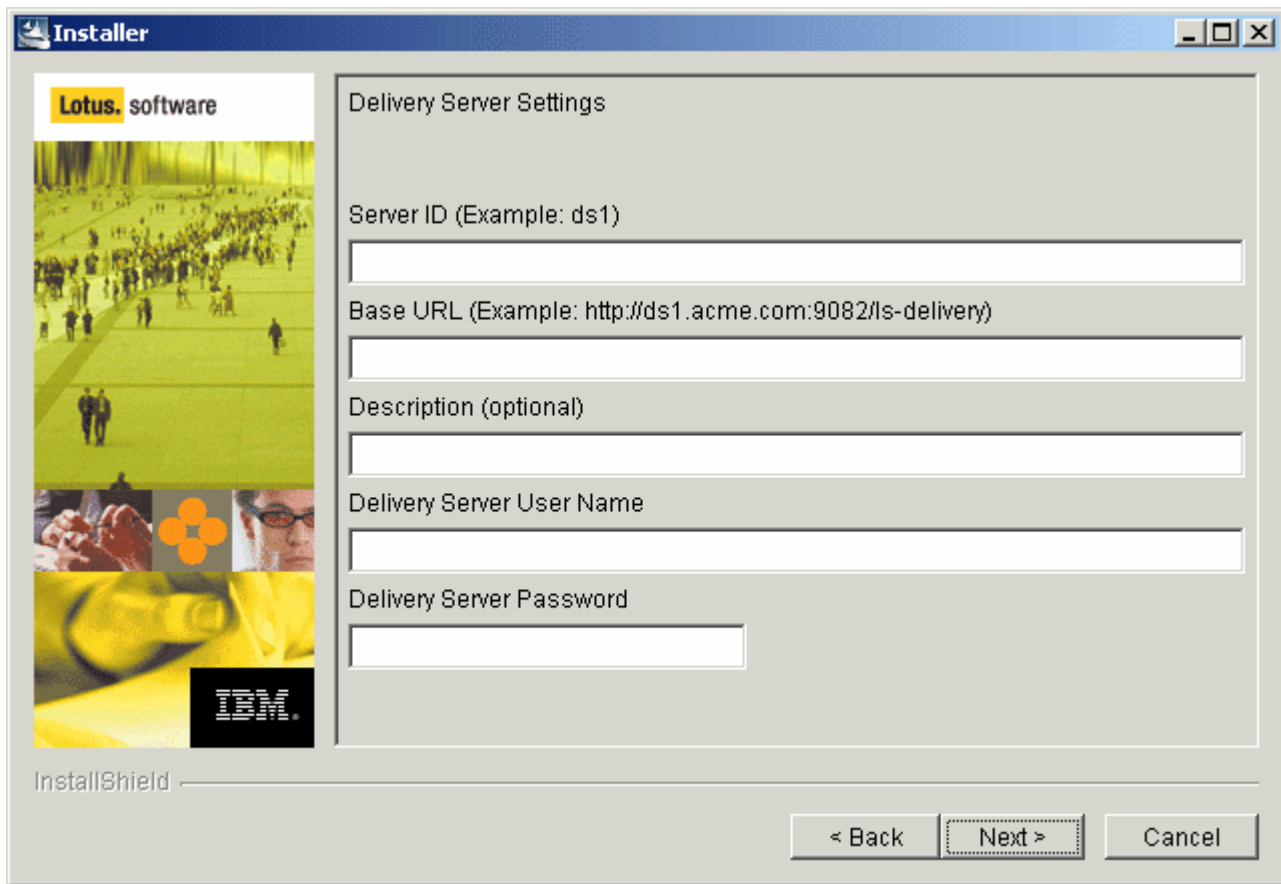 Installer
Lotus. software
Delivery Server Settings
Server ID (Example: ds1)
Base URL (Example: http://ds1.acme.com:9082/ls-delivery)
Description (optional)
Delivery Server User Name
Delivery Server Password
IBM.
InstallShield
< Back
Next >
Cancel